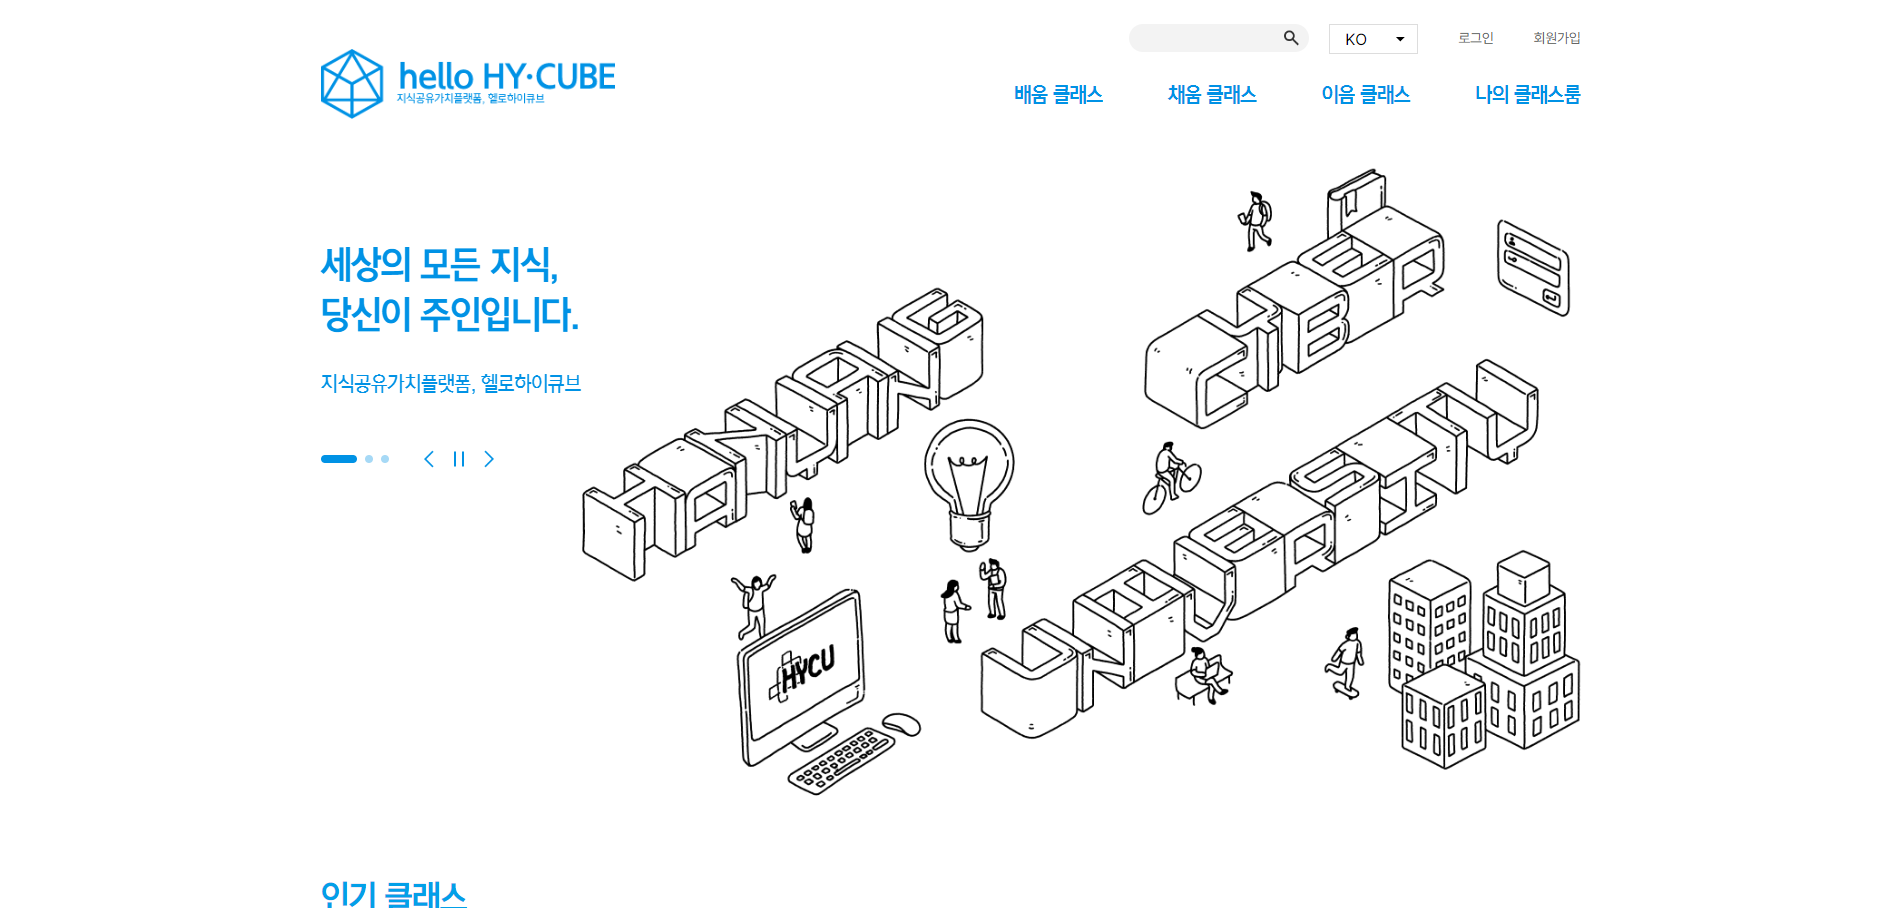 KO
로그인
회원가입
hello HY·CUBE
지식공유가치플랫폼, 헬로하이큐브
배움 클래스
채움 클래스
이음 클래스
나의 클래스룸
세상의 모든 지식,
당신이 주인입니다.
지식공유가치플랫폼, 헬로하이큐브
HANYANG
CYBER
UNIVERSITY
HYCU
인기 클래스